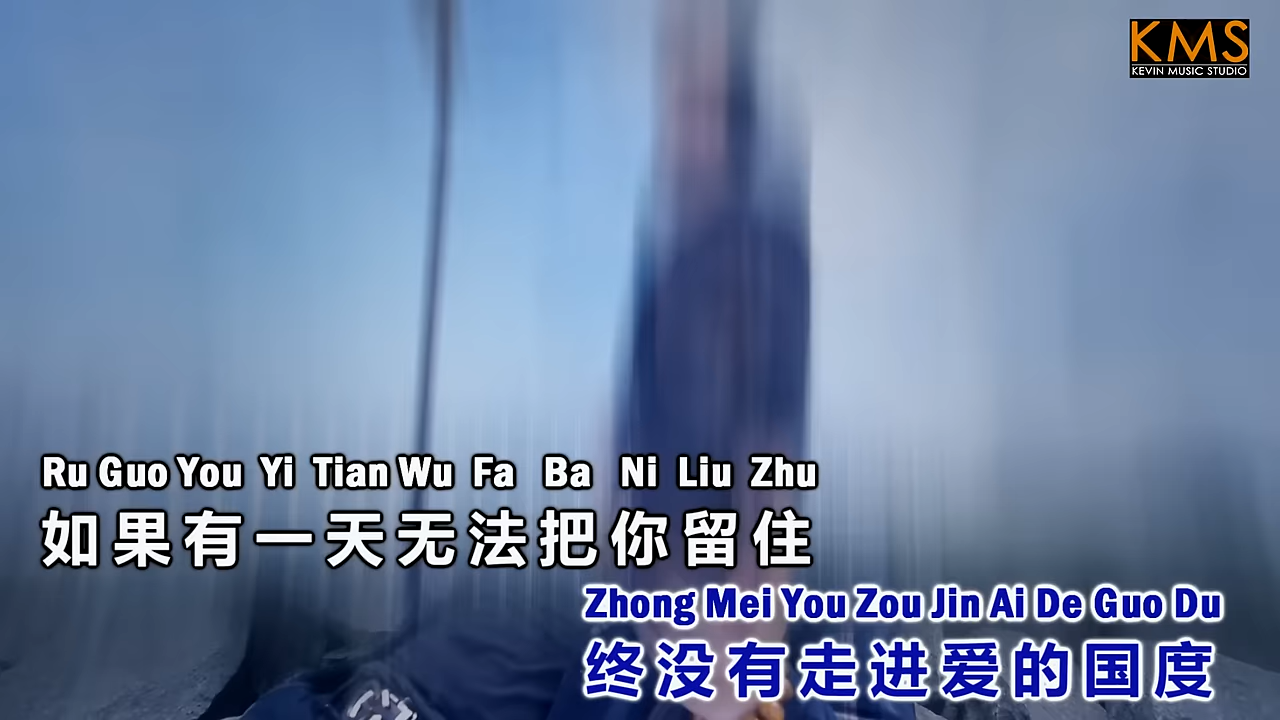 KMS
KEVIN MUSIC STUDIO
Ru Guo You Yi Tian Wu Fa Ba Ni Liu Zhu
如果有一天无法把你留住
Zhong Mei You Zou Jin Ai De Guo Du
终没有走进爱的国度